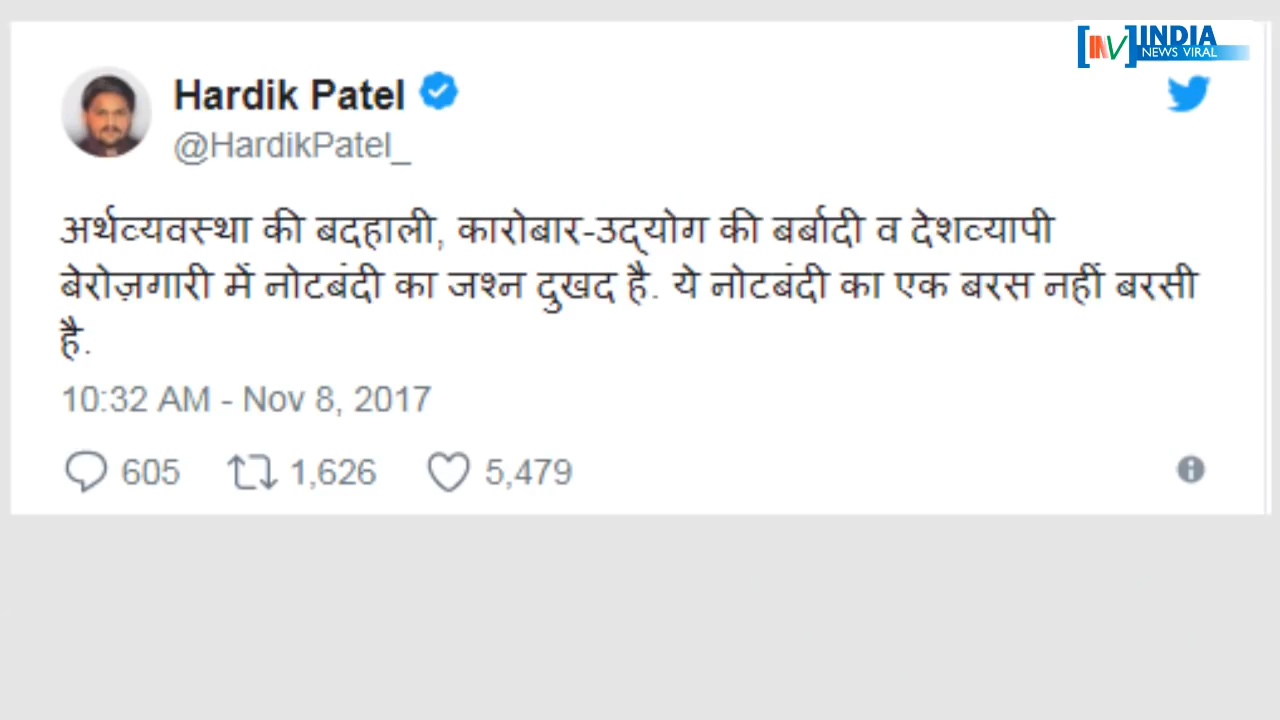 INDIA
NEWS VIRAL
Hardik Patel
@HardikPatel_
अर्थव्यवस्था की बदहाली, कारोबार-उद्योग की बर्बादी व देशव्यापी
बेरोज़गारी में नोटबंदी का जश्न दुखद है. ये नोटबंदी का एक बरस नहीं बरसी
है.
10:32 AM - Nov 8, 2017
605 1,626 5,479